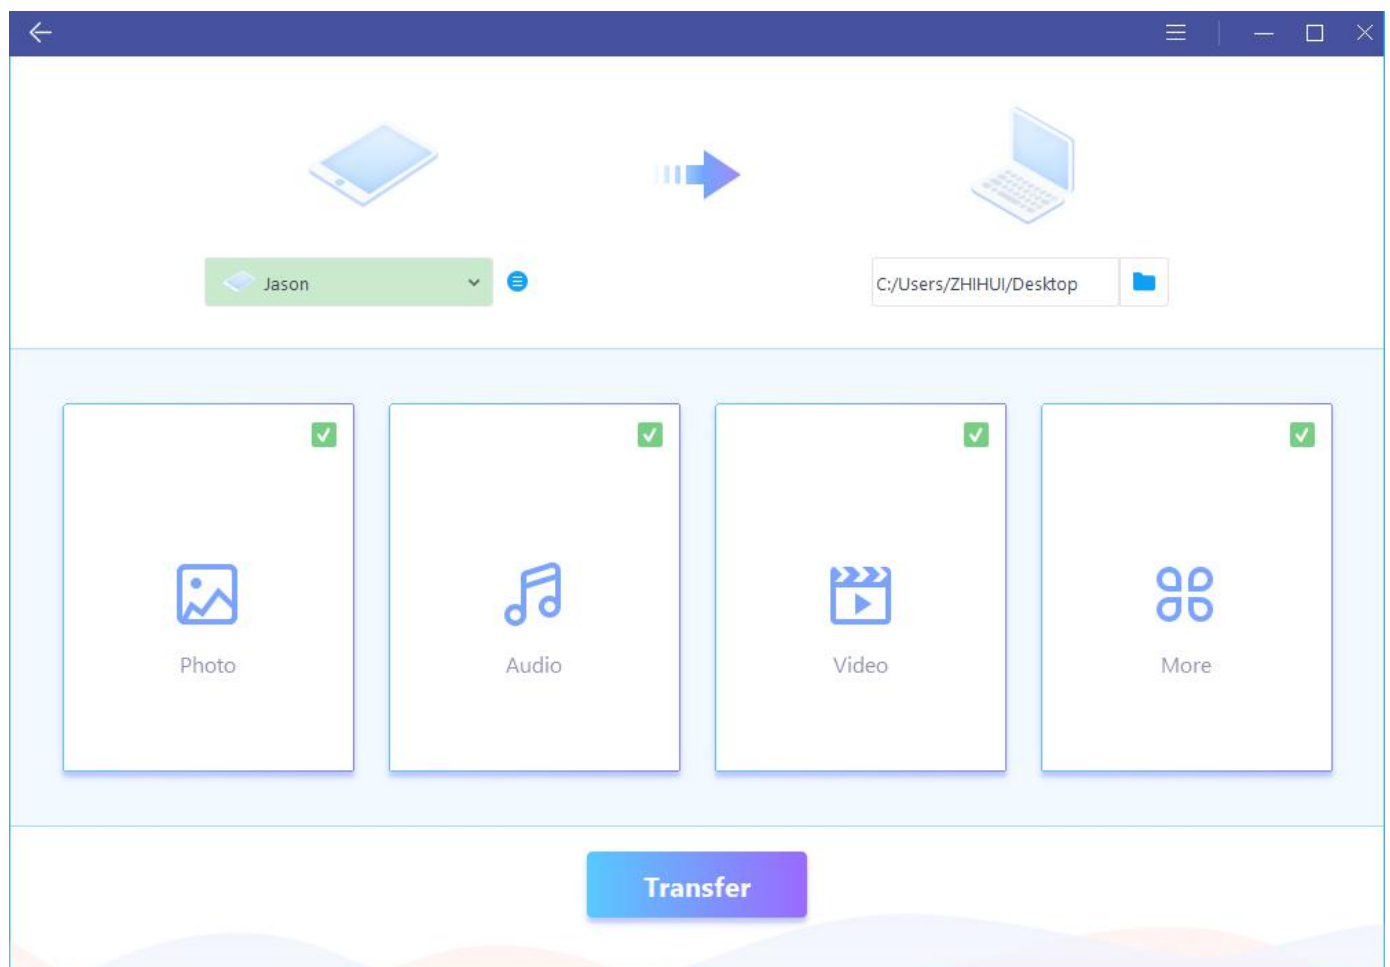 Jason
C:/Users/ZHIHUI/Desktop
Photo
Audio
Video
More
Transfer